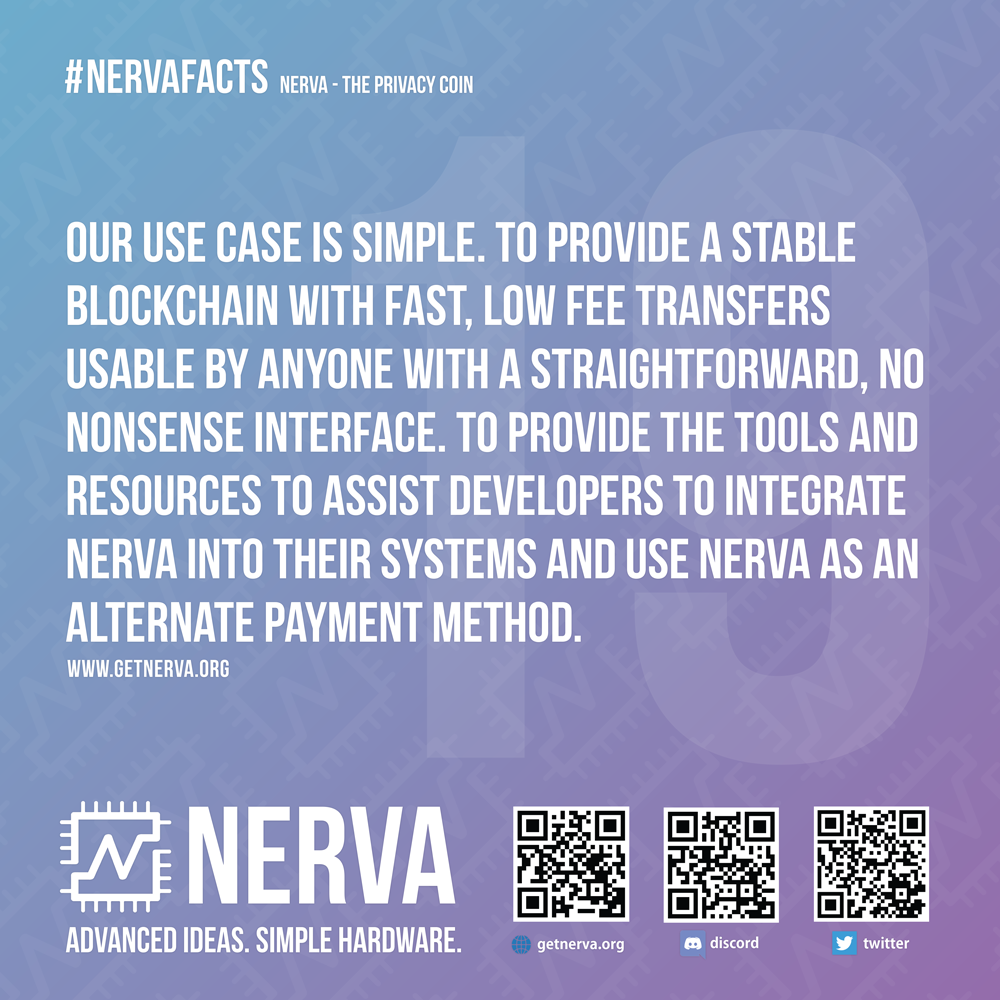 #NERVAFACTS NERVA - THE PRIVACY COIN
19
OUR USE CASE IS SIMPLE. TO PROVIDE A STABLE
BLOCKCHAIN WITH FAST, LOW FEE TRANSFERS
USABLE BY ANYONE WITH A STRAIGHTFORWARD, NO
NONSENSE INTERFACE. TO PROVIDE THE TOOLS AND
RESOURCES TO ASSIST DEVELOPERS TO INTEGRATE
NERVA INTO THEIR SYSTEMS AND USE NERVA AS AN
ALTERNATE PAYMENT METHOD.
WWW.GETNERVA.ORG
NERVA
ADVANCED IDEAS. SIMPLE HARDWARE.
getnerva.org
discord
twitter